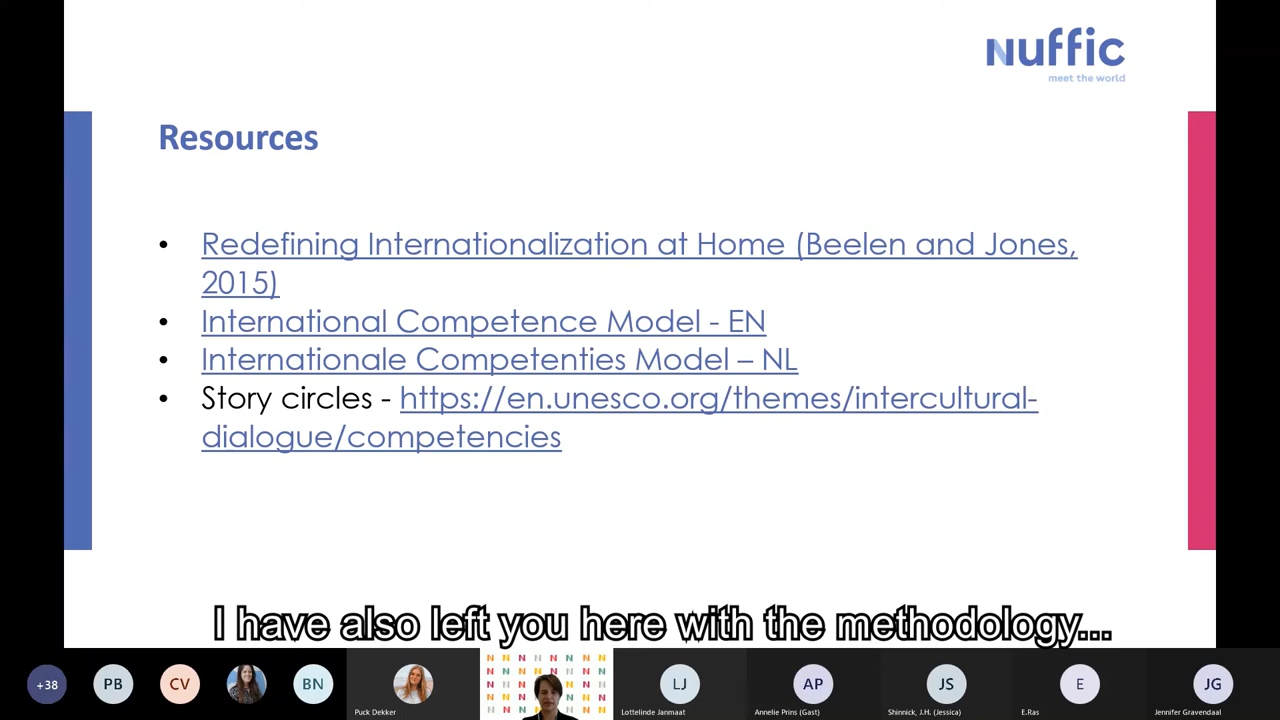 Nuffic
meet the world
Resources
• Redefining Internationalization at Home (Beelen and Jones,
2015)
• International Competence Model - EN
• Internationale Competenties Model – NL
• Story circles - https://en.unesco.org/themes/intercultural-
dialogue/competencies
I have also left you here with the methodology...
+38
PB
CV
BN
Puck Dekker
LJ
Lottelinde Janmaat
AP
Annelie Prins (Gast)
JS
Shinnick, J.H. (Jessica)
E
E.Ras
JG
Jennifer Gravendaal